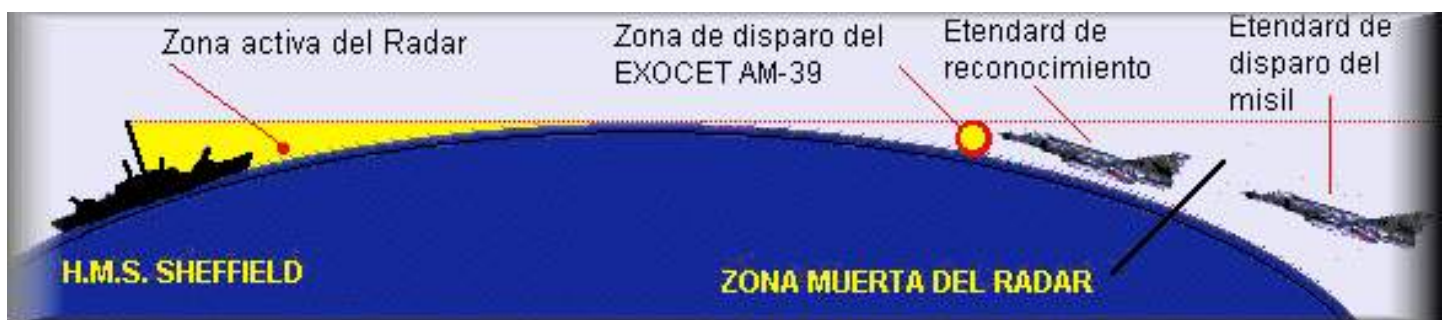 Zona activa del Radar
Zona de disparo del
EXOCET AM-39
Etendard de
reconocimiento
Etendard de
disparo del
misil
H.M.S. SHEFFIELD
ZONA MUERTA DEL RADAR